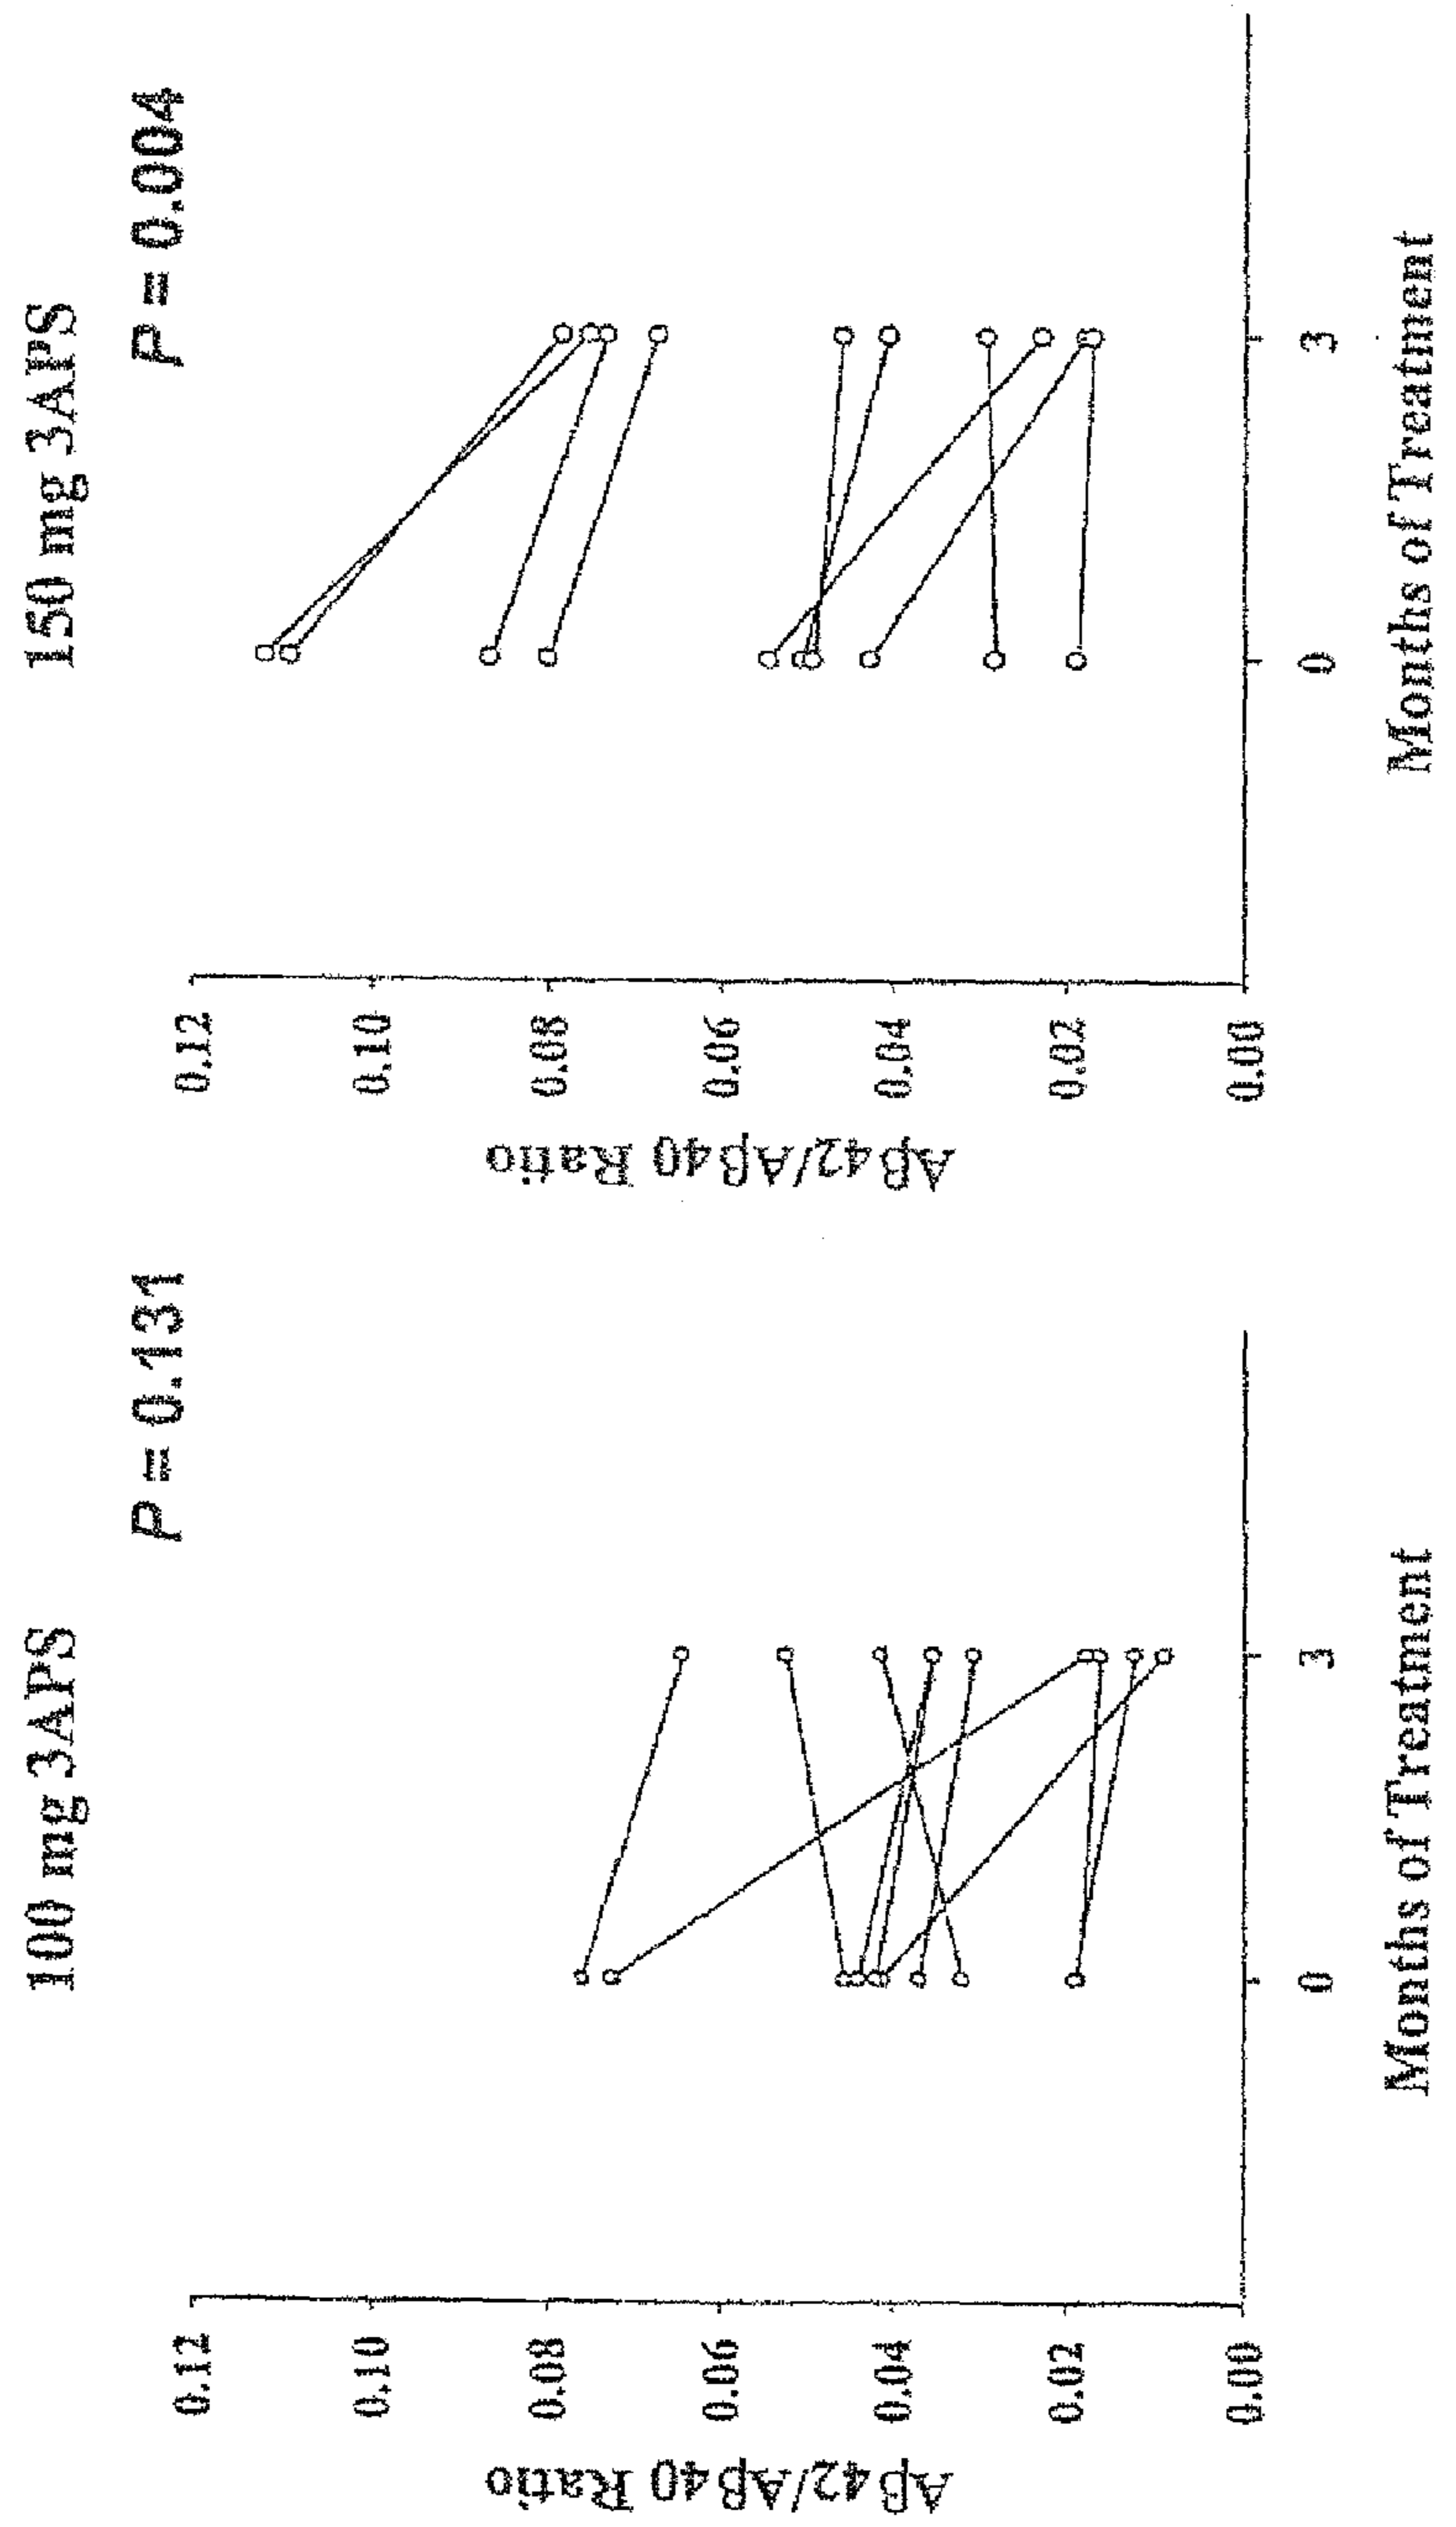 100 mg 3APS
P = 0.131
Aβ42/Aβ40 Ratio
0.12
0.10
0.08
0.06
0.04
0.02
0.00
0
3
Months of Treatment
150 mg 3APS
P = 0.004
Aβ42/Aβ40 Ratio
0.12
0.10
0.08
0.06
0.04
0.02
0.00
0
3
Months of Treatment